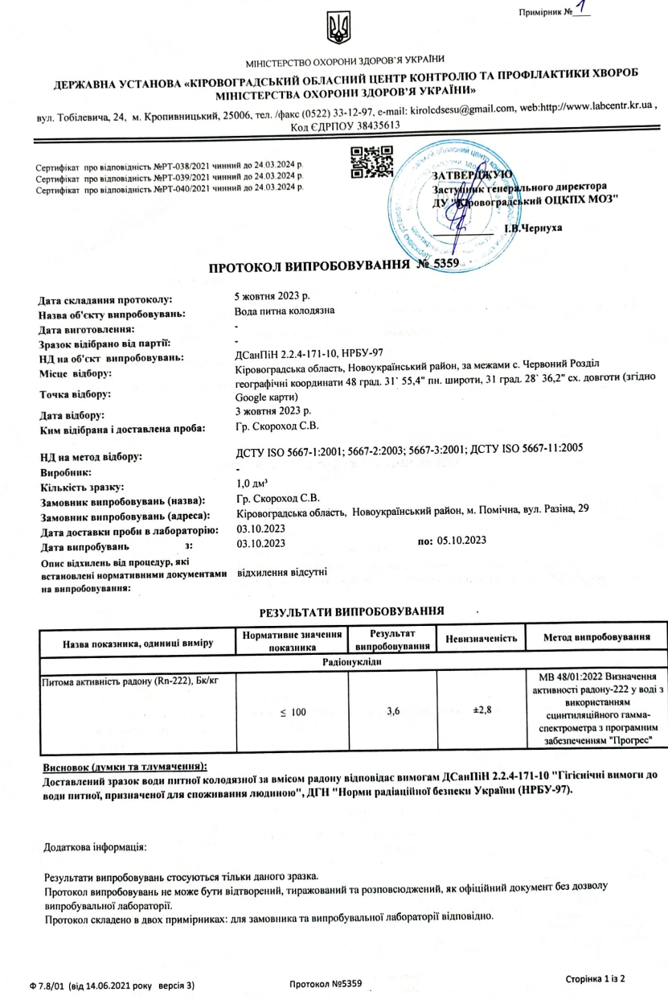 Примірник № 1
МІНІСТЕРСТВО ОХОРОНИ ЗДОРОВ'Я УКРАЇНИ
ДЕРЖАВНА УСТАНОВА «КІРОВОГРАДСЬКИЙ ОБЛАСНИЙ ЦЕНТР КОНТРОЛЮ ТА ПРОФІЛАКТИКИ ХВОРОБ
МІНІСТЕРСТВА ОХОРОНИ ЗДОРОВ'Я УКРАЇНИ»
вул. Тобілевича, 24, м. Кропивницький, 25006, тел. /факс (0522) 33-12-97, e-mail: kirolcdsesu@gmail.com, web:http://www.labcentr.kr.ua ,
Код ЄДРПОУ 38435613
Сертифікат про відповідність №РТ-038/2021 чинний до 24.03.2024 р.
Сертифікат про відповідність №РТ-039/2021 чинний до 24.03.2024 р.
Сертифікат про відповідність №РТ-040/2021 чинний до 24.03.2024 р.
ЗАТВЕРДЖУЮ
Заступник генерального директора
ДУ "Кіровоградський ОЦКПХ МОЗ"
І.В.Чернуха
ПРОТОКОЛ ВИПРОБОВУВАННЯ № 5359
Дата складання протоколу: 5 жовтня 2023 р.
Назва об'єкту випробовувань: Вода питна колодязна
Дата виготовлення: -
Зразок відібрано від партії: -
НД на об'єкт випробовувань: ДСанПіН 2.2.4-171-10, НРБУ-97
Місце відбору: Кіровоградська область, Новоукраїнський район, за межами с. Червоний Розділ
географічні координати 48 град. 31` 55,4" пн. широти, 31 град. 28` 36,2" сх. довготи (згідно
Точка відбору: Google карти)
Дата відбору: 3 жовтня 2023 р.
Ким відібрана і доставлена проба: Гр. Скороход С.В.
НД на метод відбору: ДСТУ ISO 5667-1:2001; 5667-2:2003; 5667-3:2001; ДСТУ ISO 5667-11:2005
Виробник: -
Кількість зразку: 1,0 дм³
Замовник випробовувань (назва): Гр. Скороход С.В.
Замовник випробовувань (адреса): Кіровоградська область, Новоукраїнський район, м. Помічна, вул. Разіна, 29
Дата доставки проби в лабораторію: 03.10.2023
Дата випробувань з: 03.10.2023 по: 05.10.2023
Опис відхилень від процедур, які
встановлені нормативними документами відхилення відсутні
на випробовування:
РЕЗУЛЬТАТИ ВИПРОБОВУВАННЯ
Назва показника, одиниці виміру
Нормативне значення
показника
Результат
випробовування
Невизначеність
Метод випробовування
Радіонукліди
Питома активність радону (Rn-222), Бк/кг
≤ 100
3,6
±2,8
МВ 48/01:2022 Визначення
активності радону-222 у воді з
використанням
сцинтиляційного гамма-
спектрометра з програмним
забезпеченням "Прогрес"
Висновок (думки та тлумачення):
Доставлений зразок води питної колодязної за вмісом радону відповідає вимогам ДСанПіН 2.2.4-171-10 "Гігієнічні вимоги до
води питної, призначеної для споживання людиною", ДГН "Норми радіаційної безпеки України (НРБУ-97).
Додаткова інформація:
Результати випробовувань стосуються тільки даного зразка.
Протокол випробовувань не може бути відтворений, тиражований та розповсюджений, як офіційний документ без дозволу
випробувальної лабораторії.
Протокол складено в двох примірниках: для замовника та випробувальної лабораторії відповідно.
Ф 7.8/01 (від 14.06.2021 року версія 3)
Протокол №5359
Сторінка 1 із 2